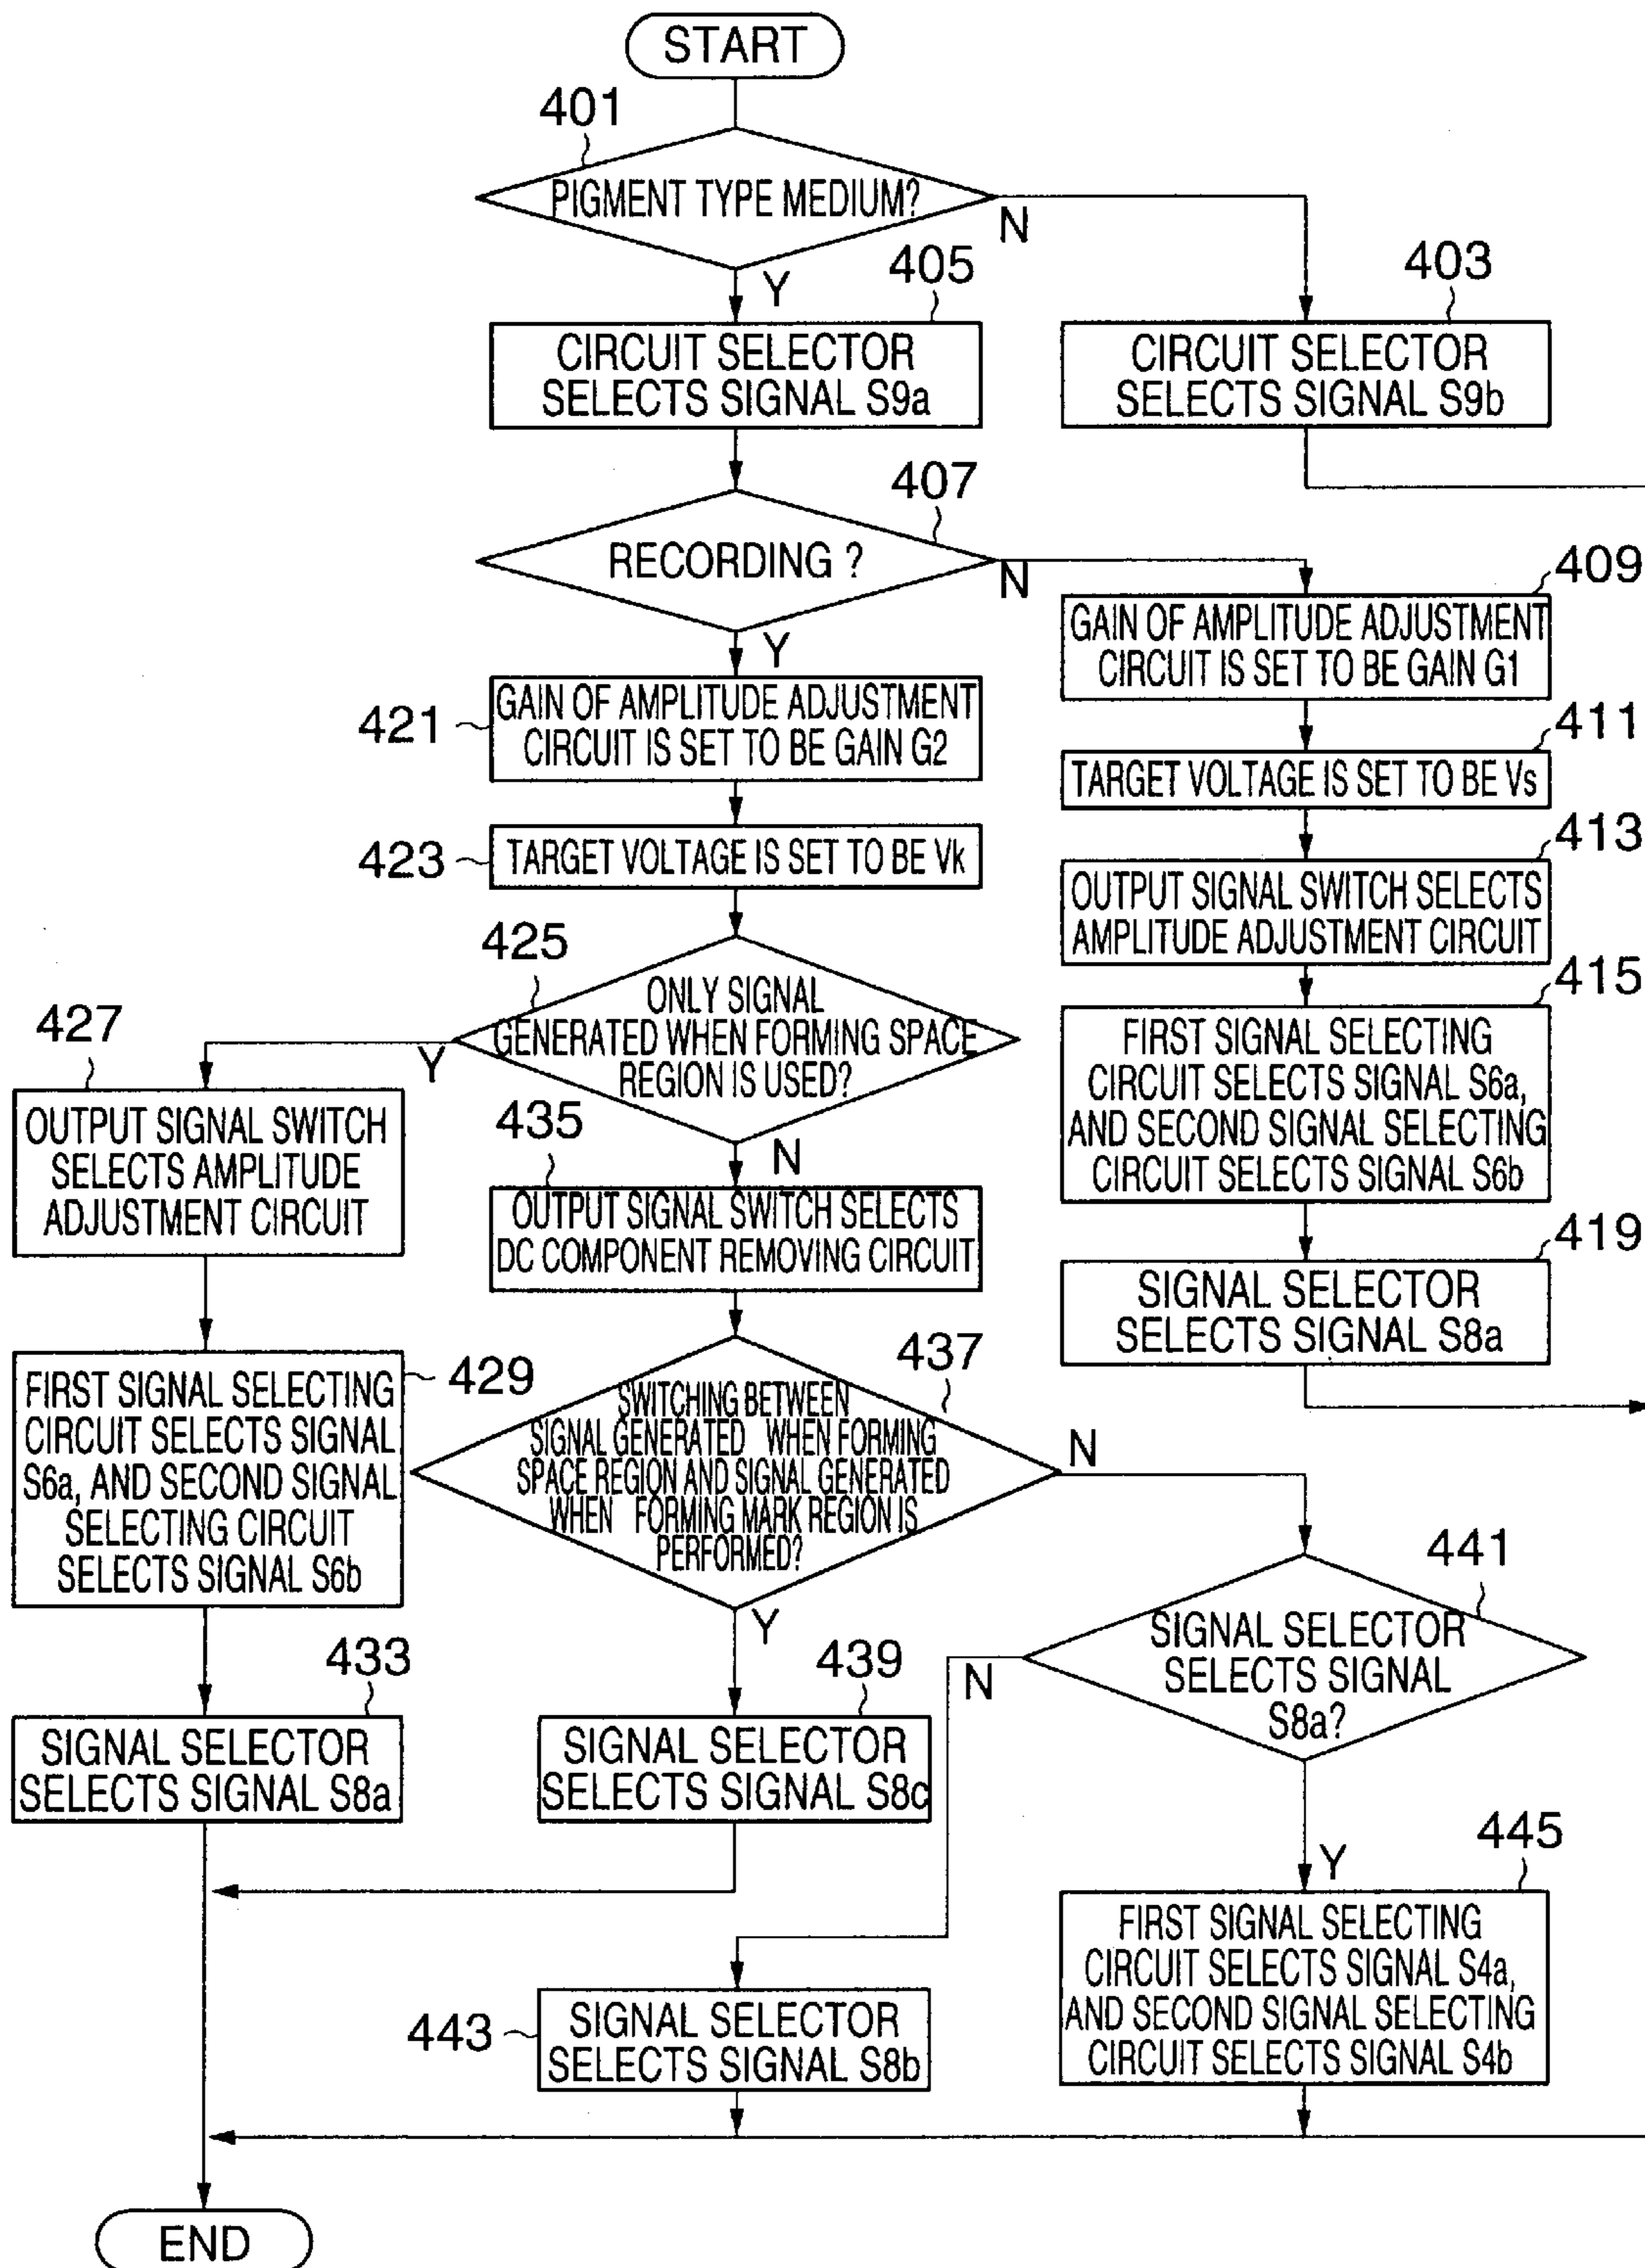 START
401
PIGMENT TYPE MEDIUM?
N
Y
405
CIRCUIT SELECTOR
SELECTS SIGNAL S9a
403
CIRCUIT SELECTOR
SELECTS SIGNAL S9b
407
RECORDING ?
N
Y
409
GAIN OF AMPLITUDE ADJUSTMENT
CIRCUIT IS SET TO BE GAIN G1
411
TARGET VOLTAGE IS SET TO BE Vs
413
OUTPUT SIGNAL SWITCH SELECTS
AMPLITUDE ADJUSTMENT CIRCUIT
415
FIRST SIGNAL SELECTING
CIRCUIT SELECTS SIGNAL S6a,
AND SECOND SIGNAL SELECTING
CIRCUIT SELECTS SIGNAL S6b
419
SIGNAL SELECTOR
SELECTS SIGNAL S8a
421
GAIN OF AMPLITUDE ADJUSTMENT
CIRCUIT IS SET TO BE GAIN G2
423
TARGET VOLTAGE IS SET TO BE Vk
425
ONLY SIGNAL
GENERATED WHEN FORMING SPACE
REGION IS USED?
Y
N
427
OUTPUT SIGNAL SWITCH
SELECTS AMPLITUDE
ADJUSTMENT CIRCUIT
429
FIRST SIGNAL SELECTING
CIRCUIT SELECTS SIGNAL
S6a, AND SECOND SIGNAL
SELECTING CIRCUIT
SELECTS SIGNAL S6b
433
SIGNAL SELECTOR
SELECTS SIGNAL S8a
435
OUTPUT SIGNAL SWITCH SELECTS
DC COMPONENT REMOVING CIRCUIT
437
SWITCHING BETWEEN
SIGNAL GENERATED WHEN FORMING
SPACE REGION AND SIGNAL GENERATED
WHEN FORMING MARK REGION IS
PERFORMED?
N
Y
439
SIGNAL SELECTOR
SELECTS SIGNAL S8c
441
SIGNAL SELECTOR
SELECTS SIGNAL
S8a?
N
Y
443
SIGNAL SELECTOR
SELECTS SIGNAL S8b
445
FIRST SIGNAL SELECTING
CIRCUIT SELECTS SIGNAL S4a,
AND SECOND SIGNAL SELECTING
CIRCUIT SELECTS SIGNAL S4b
END